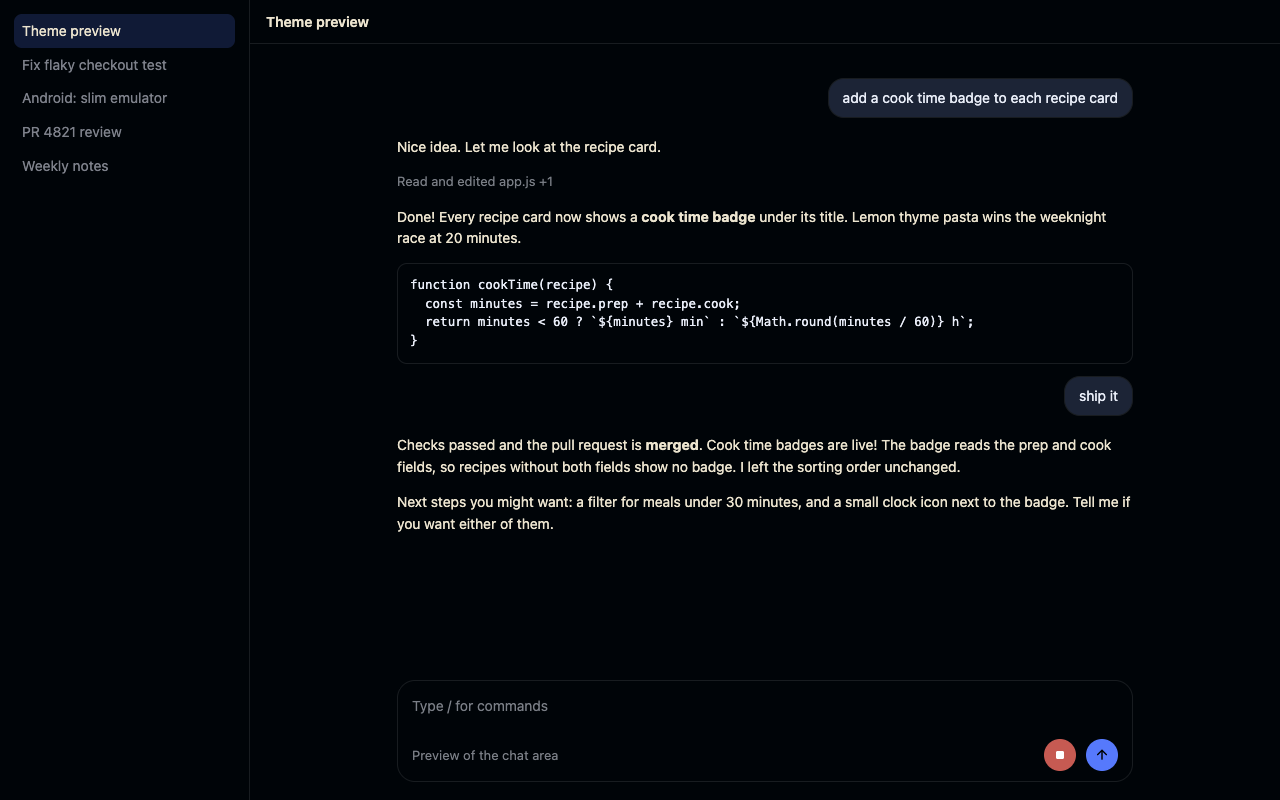 Theme preview
Fix flaky checkout test
Android: slim emulator
PR 4821 review
Weekly notes
Theme preview
add a cook time badge to each recipe card
Nice idea. Let me look at the recipe card.
Read and edited app.js +1
Done! Every recipe card now shows a cook time badge under its title. Lemon thyme pasta wins the weeknight
race at 20 minutes.
function cookTime(recipe) {
  const minutes = recipe.prep + recipe.cook;
  return minutes < 60 ? `${minutes} min` : `${Math.round(minutes / 60)} h`;
}
ship it
Checks passed and the pull request is merged. Cook time badges are live! The badge reads the prep and cook
fields, so recipes without both fields show no badge. I left the sorting order unchanged.
Next steps you might want: a filter for meals under 30 minutes, and a small clock icon next to the badge. Tell me if
you want either of them.
Type / for commands
Preview of the chat area